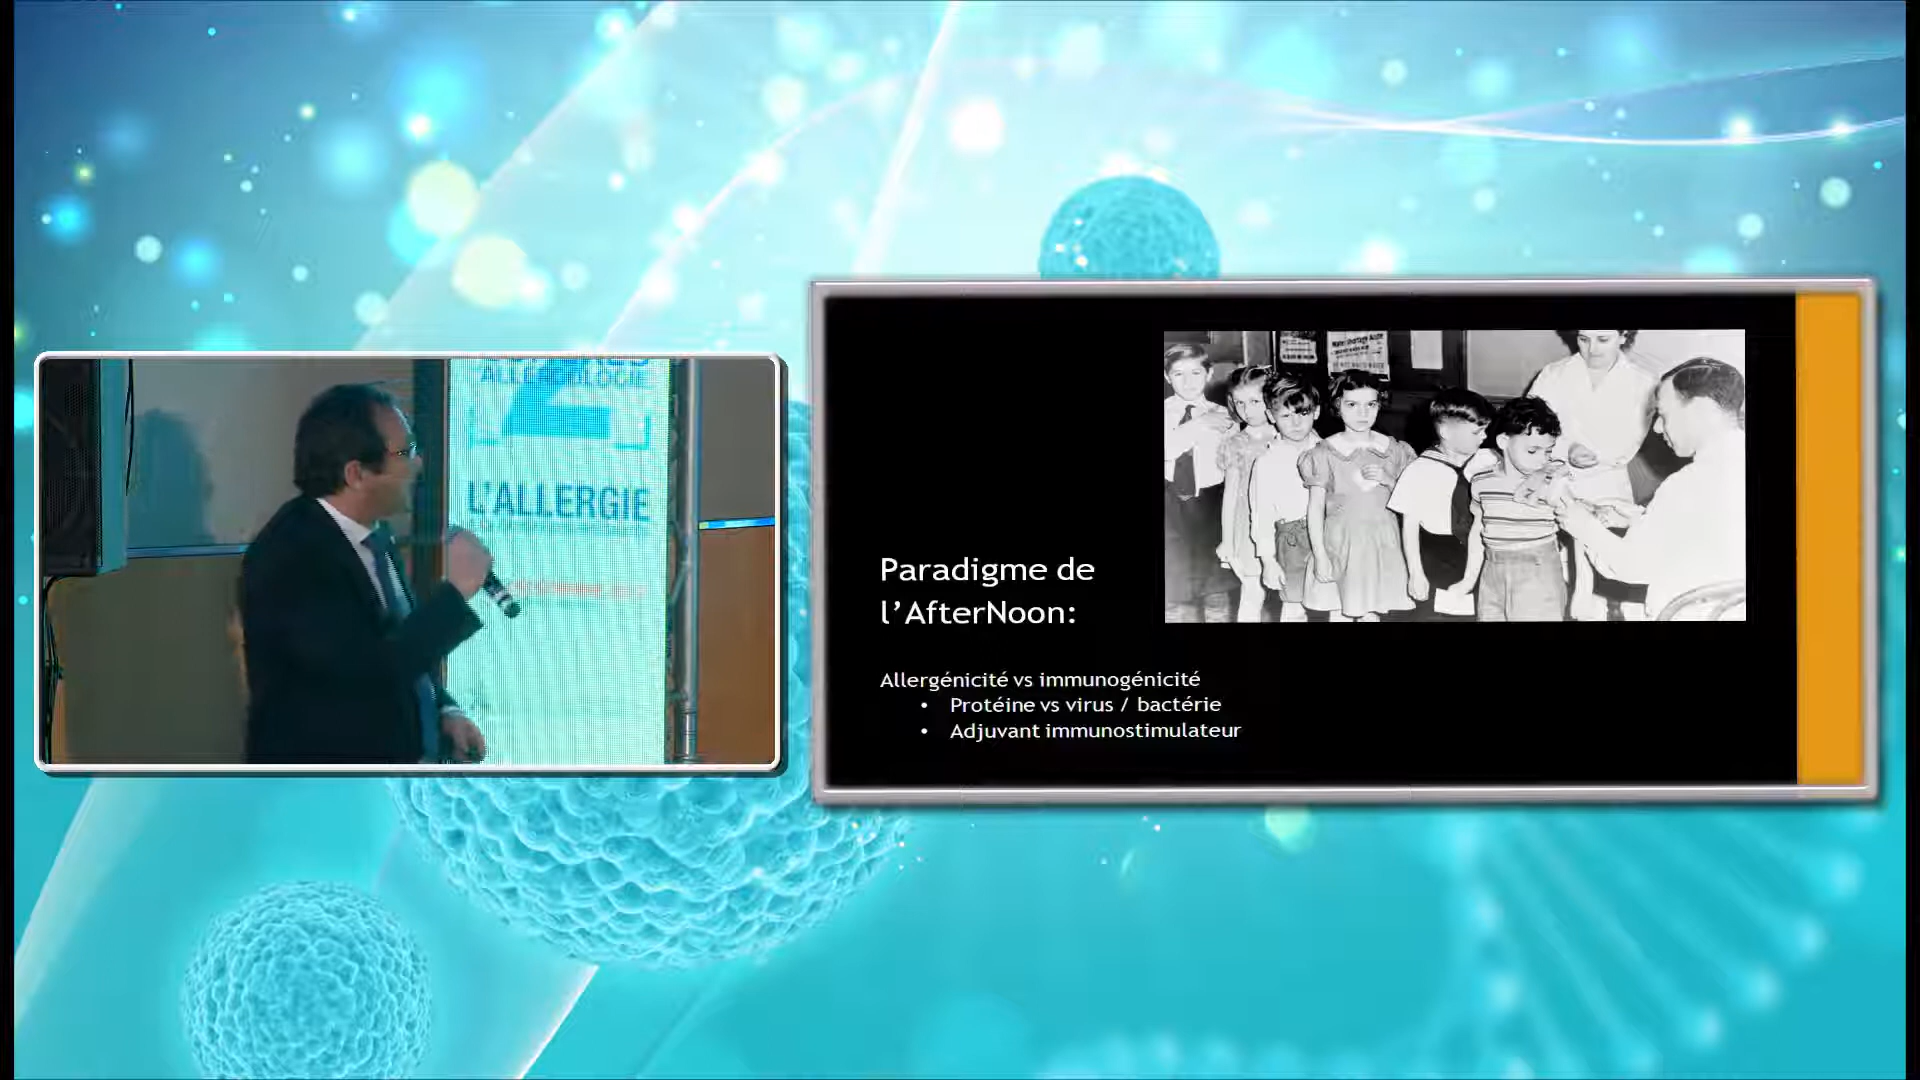 ALLERGOLOGIE
L'ALLERGIE
Paradigme de
l'AfterNoon:
Allergénicité vs immunogénicité
• Protéine vs virus / bactérie
• Adjuvant immunostimulateur